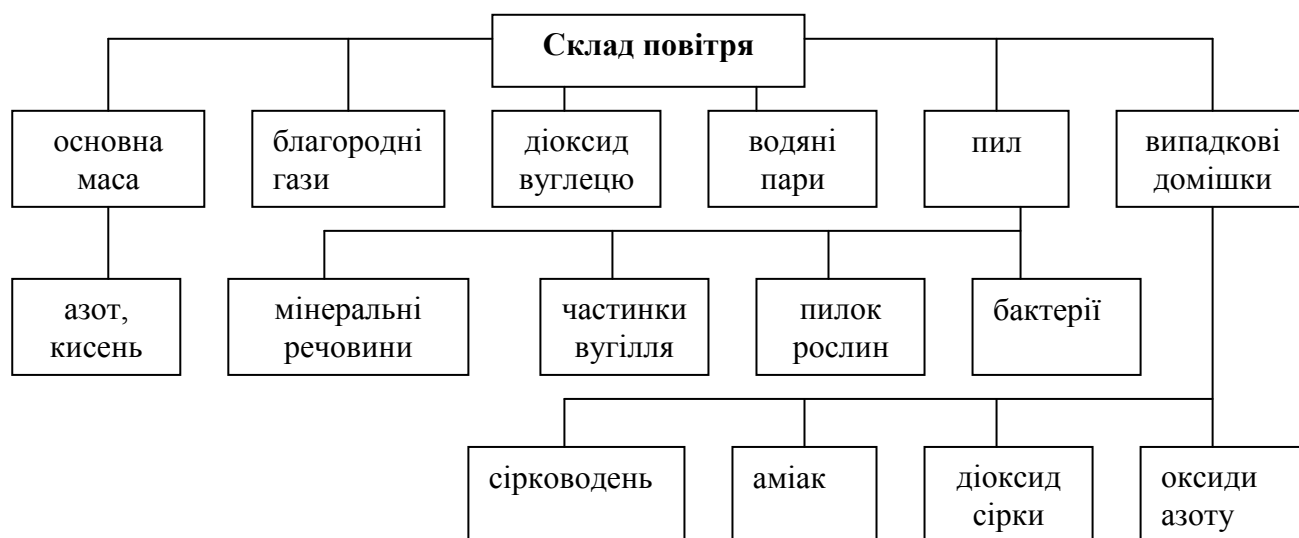 Склад повітря
основна
маса
благородні
гази
діоксид
вуглецю
водяні
пари
пил
випадкові
домішки
азот,
кисень
мінеральні
речовини
частинки
вугілля
пилок
рослин
бактерії
сірководень
аміак
діоксид
сірки
оксиди
азоту